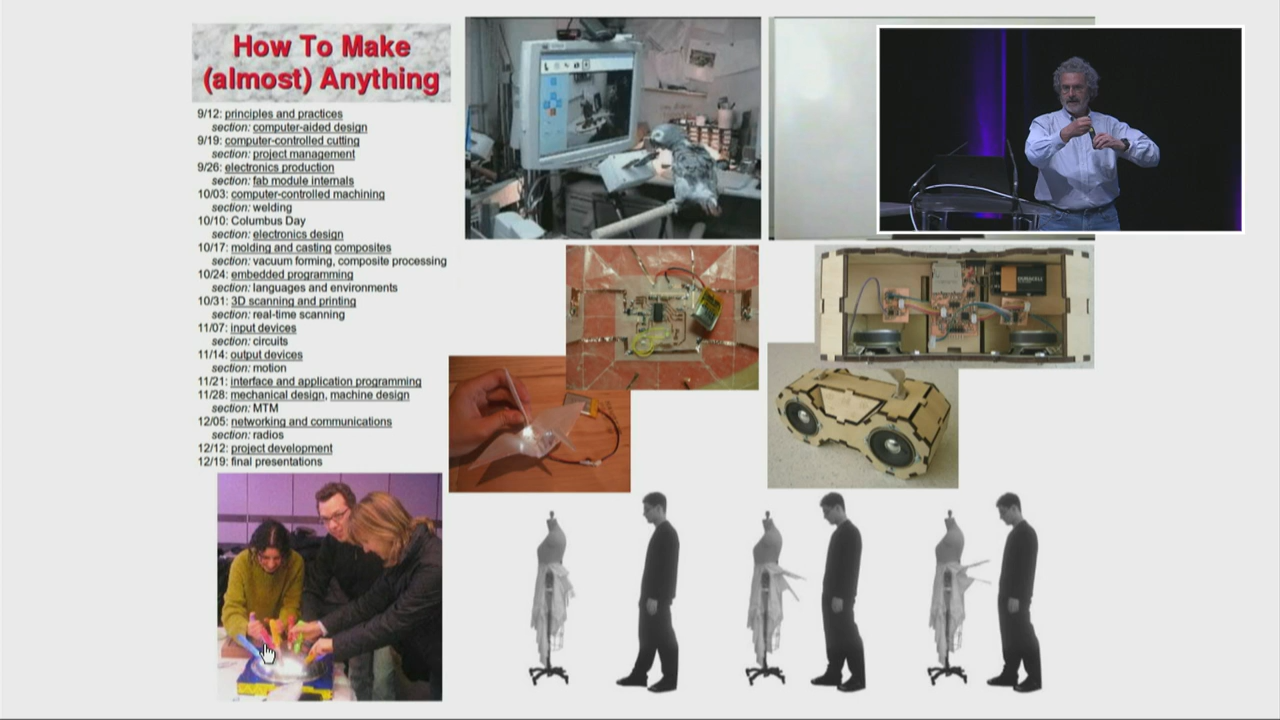 How To Make
(almost) Anything
9/12: principles and practices
section: computer-aided design
9/19: computer-controlled cutting
section: project management
9/26: electronics production
section: fab module internals
10/03: computer-controlled machining
section: welding
10/10: Columbus Day
section: electronics design
10/17: molding and casting composites
section: vacuum forming, composite processing
10/24: embedded programming
section: languages and environments
10/31: 3D scanning and printing
section: real-time scanning
11/07: input devices
section: circuits
11/14: output devices
section: motion
11/21: interface and application programming
11/28: mechanical design, machine design
section: MTM
12/05: networking and communications
section: radios
12/12: project development
12/19: final presentations
DURACELL